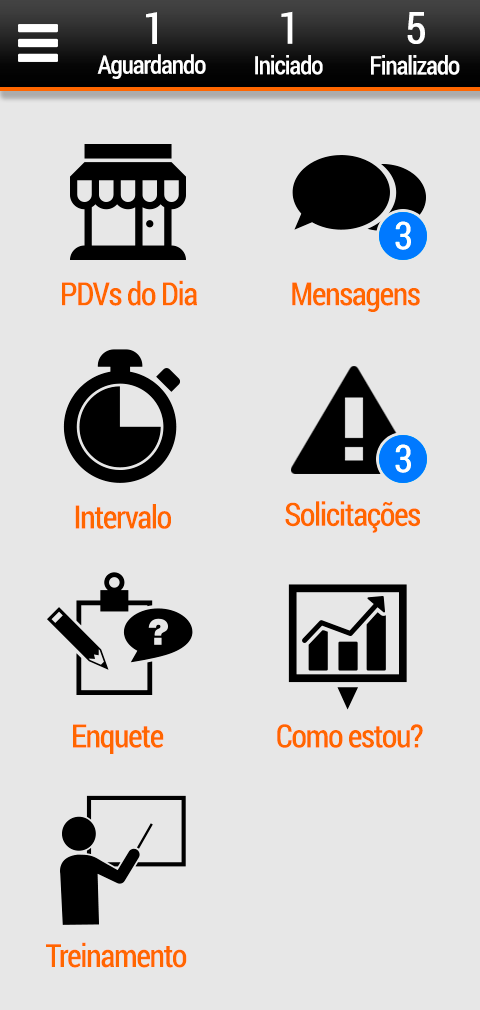 1 1 5
Aguardando Iniciado Finalizado
PDVs do Dia
3
Mensagens
Intervalo
3
Solicitações
?
Enquete
Como estou?
Treinamento